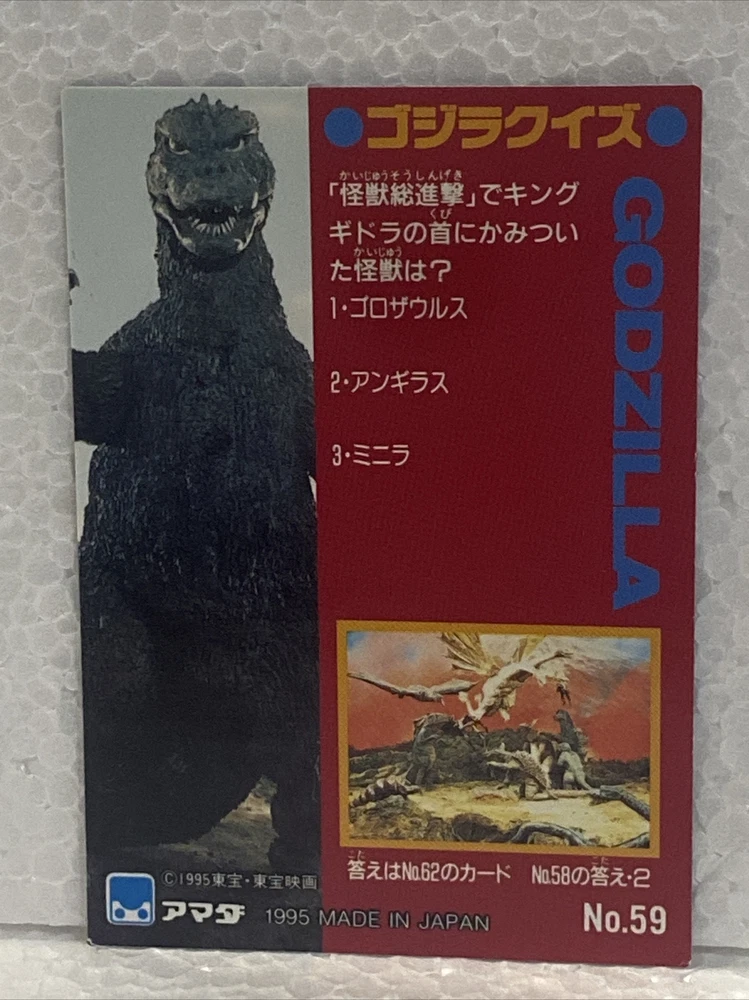 ●ゴジラクイズ●
GODZILLA
かいじゅうそうしんげき
「怪獣総進撃」でキング
くび
ギドラの首にかみつい
かいじゅう
た怪獣は?
1・ゴロザウルス
2・アンギラス
3・ミニラ
こた
答えはNo.62のカード
こた
No.58の答え・2
©1995東宝・東宝映画
アマダ 1995 MADE IN JAPAN
No.59